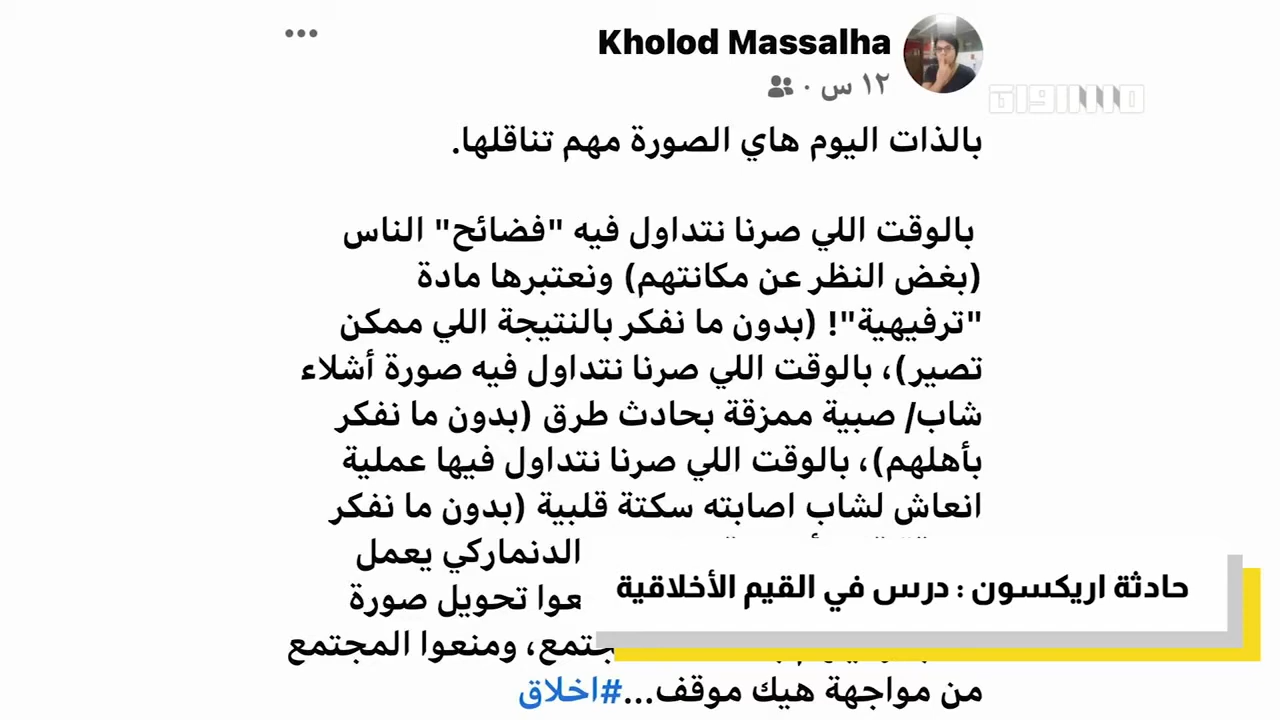 Kholod Massalha
١٢ س ·
مساواة
بالذات اليوم هاي الصورة مهم تناقلها.
بالوقت اللي صرنا نتداول فيه "فضائح" الناس
(بغض النظر عن مكانتهم) ونعتبرها مادة
"ترفيهية"! (بدون ما نفكر بالنتيجة اللي ممكن
تصير)، بالوقت اللي صرنا نتداول فيه صورة أشلاء
شاب/ صبية ممزقة بحادث طرق (بدون ما نفكر
بأهلهم)، بالوقت اللي صرنا نتداول فيها عملية
انعاش لشاب اصابته سكتة قلبية (بدون ما نفكر
الدنماركي يعمل
تحويل صورة
ومنعوا المجتمع
من مواجهة هيك موقف...#اخلاق
حادثة اريكسون : درس في القيم الأخلاقية